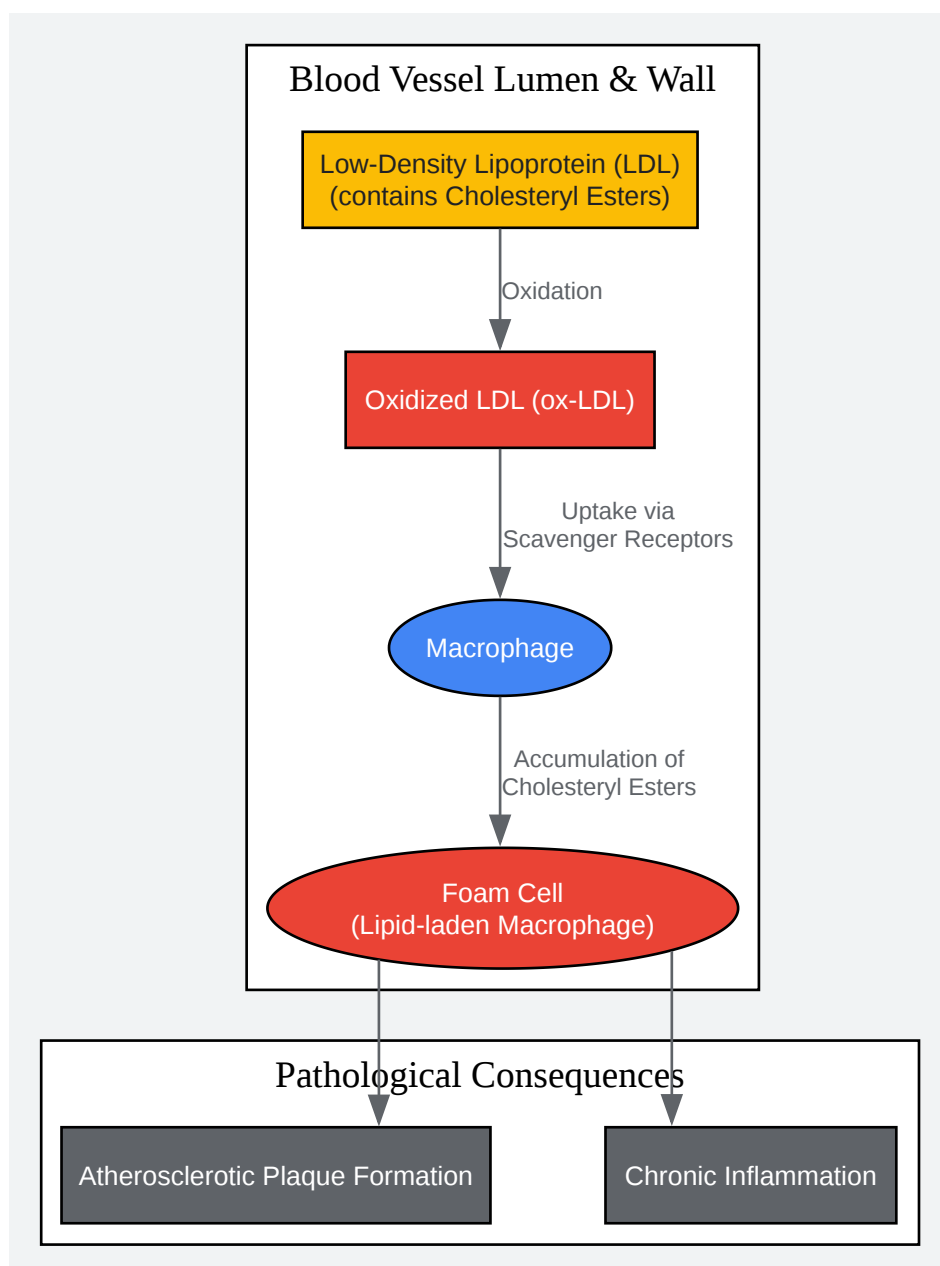 Blood Vessel Lumen & Wall
Low-Density Lipoprotein (LDL)
(contains Cholesteryl Esters)
Oxidation
Oxidized LDL (ox-LDL)
Uptake via
Scavenger Receptors
Macrophage
Accumulation of
Cholesteryl Esters
Foam Cell
(Lipid-laden Macrophage)
Pathological Consequences
Atherosclerotic Plaque Formation
Chronic Inflammation